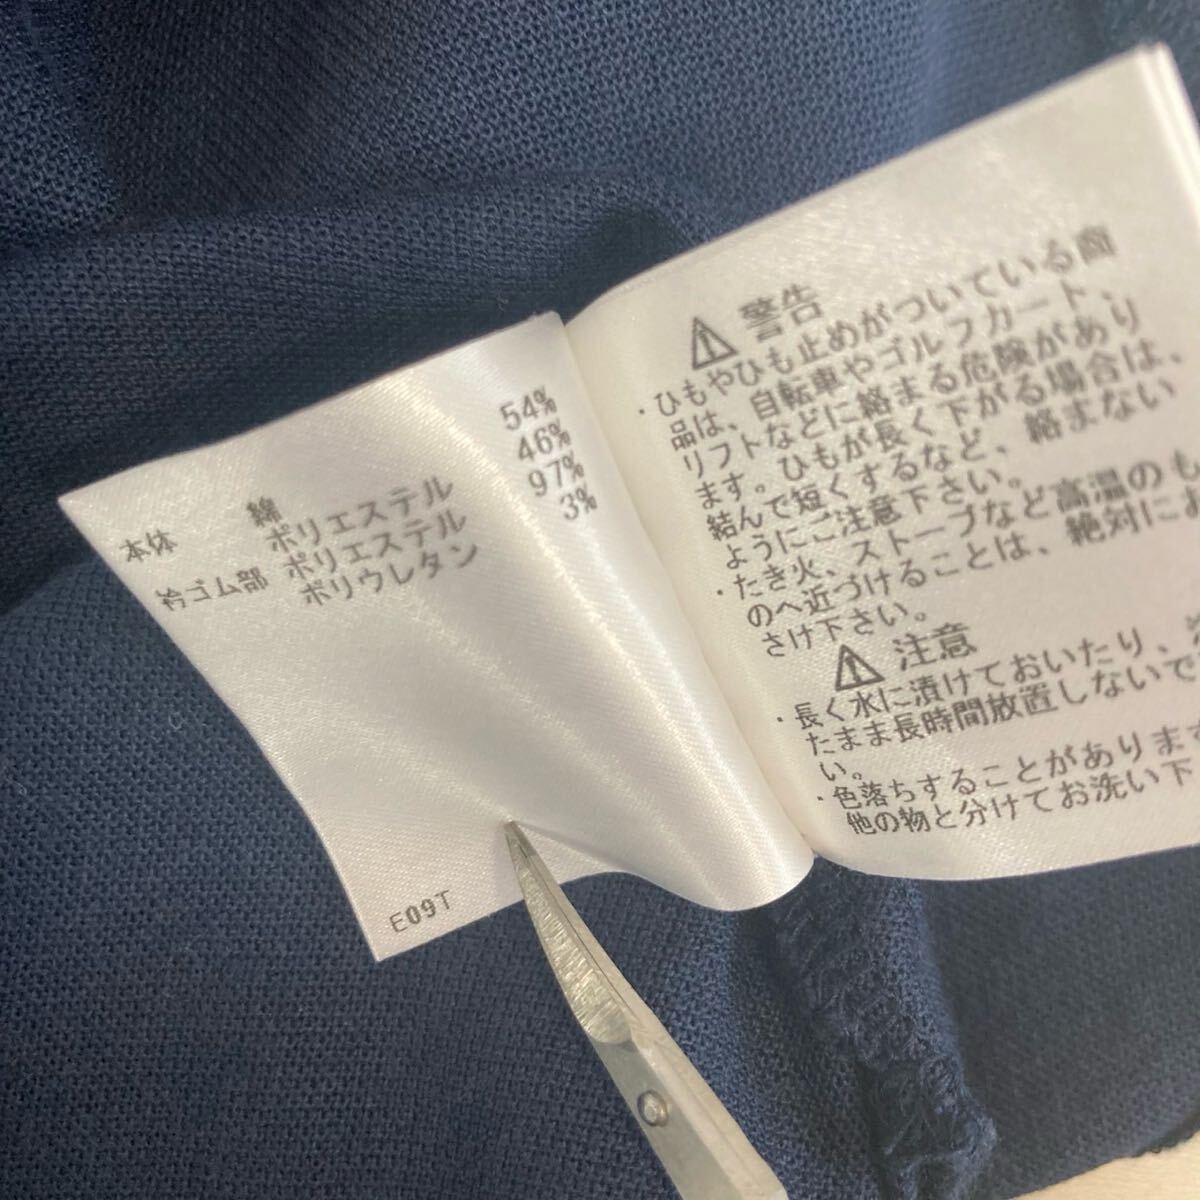 本体 綿 54%
ポリエステル 46%
衿ゴム部 ポリエステル 97%
ポリウレタン 3%
E09T
警告
・ひもやひも止めがついている商
品は、自転車やゴルフカート、
リフトなどに絡まる危険があり
ます。ひもが長く下がる場合は、
結んで短くするなど、絡まない
ようにご注意下さい。
・たき火、ストーブなど高温のも
のへ近づけることは、絶対によ
さけ下さい。
注意
・長く水に漬けておいたり、
たまま長時間放置しないで
い。
・色落ちすることがあります
他の物と分けてお洗い下